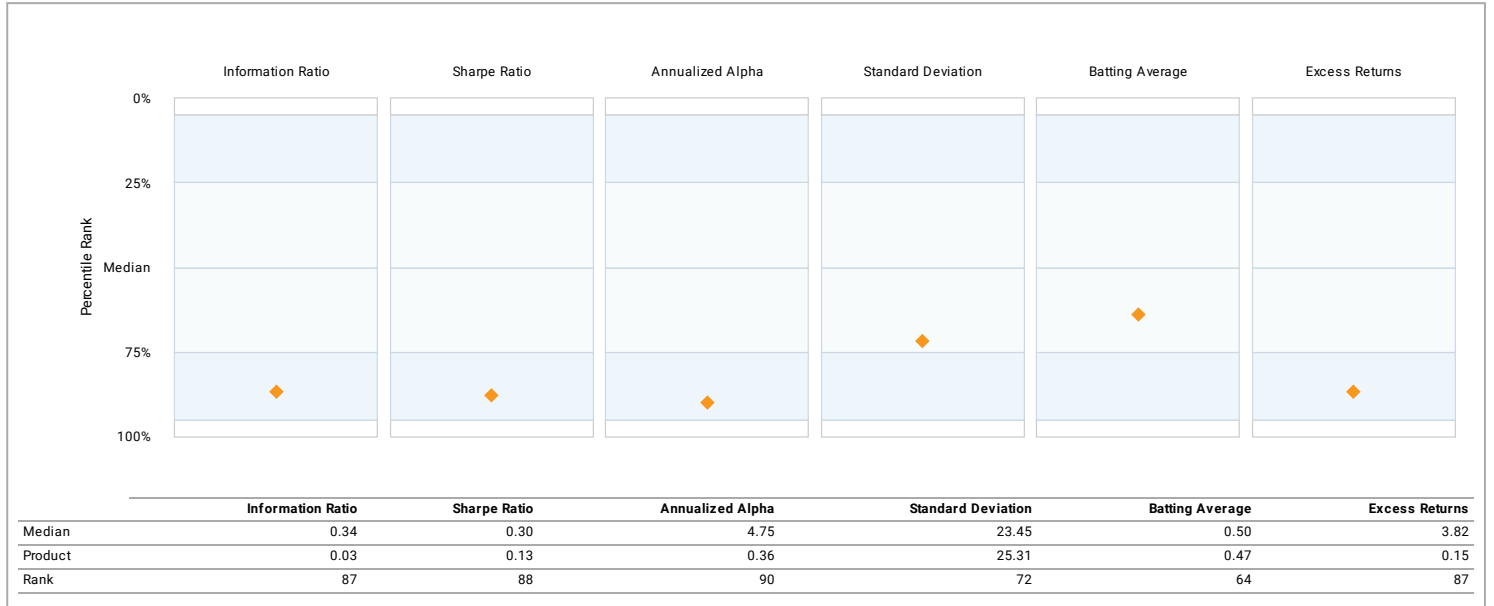 Information Ratio Sharpe Ratio Annualized Alpha Standard Deviation Batting Average Excess Returns
0%
25%
Percentile Rank
Median
75%
100%
Information Ratio Sharpe Ratio Annualized Alpha Standard Deviation Batting Average Excess Returns
Median 0.34 0.30 4.75 23.45 0.50 3.82
Product 0.03 0.13 0.36 25.31 0.47 0.15
Rank 87 88 90 72 64 87